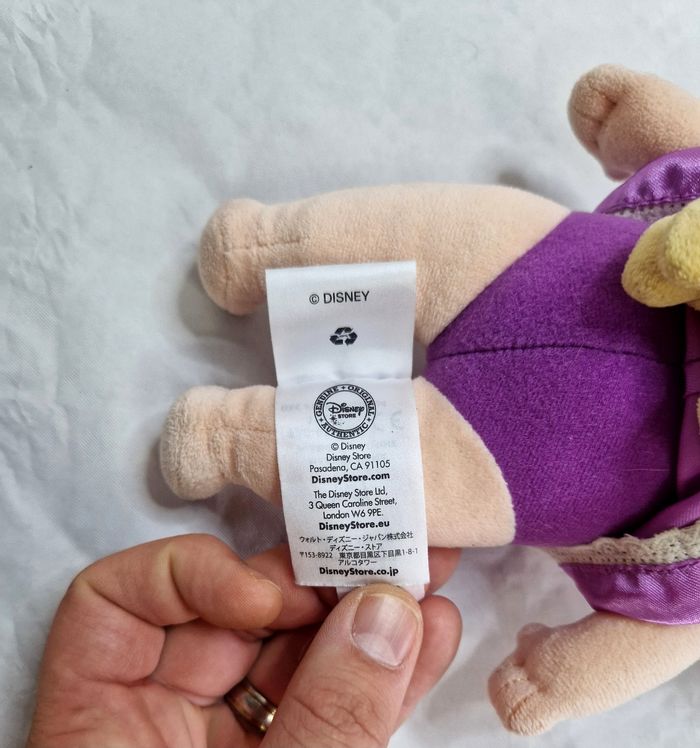 © DISNEY
GENUINE • ORIGINAL
Disney
STORE
AUTHENTIC
© Disney
Disney Store
Pasadena, CA 91105
DisneyStore.com
The Disney Store Ltd,
3 Queen Caroline Street,
London W6 9PE.
DisneyStore.eu
ウォルト・ディズニー・ジャパン株式会社
ディズニー・ストア
〒153-8922 東京都目黒区下目黒1-8-1
アルコタワー
DisneyStore.co.jp